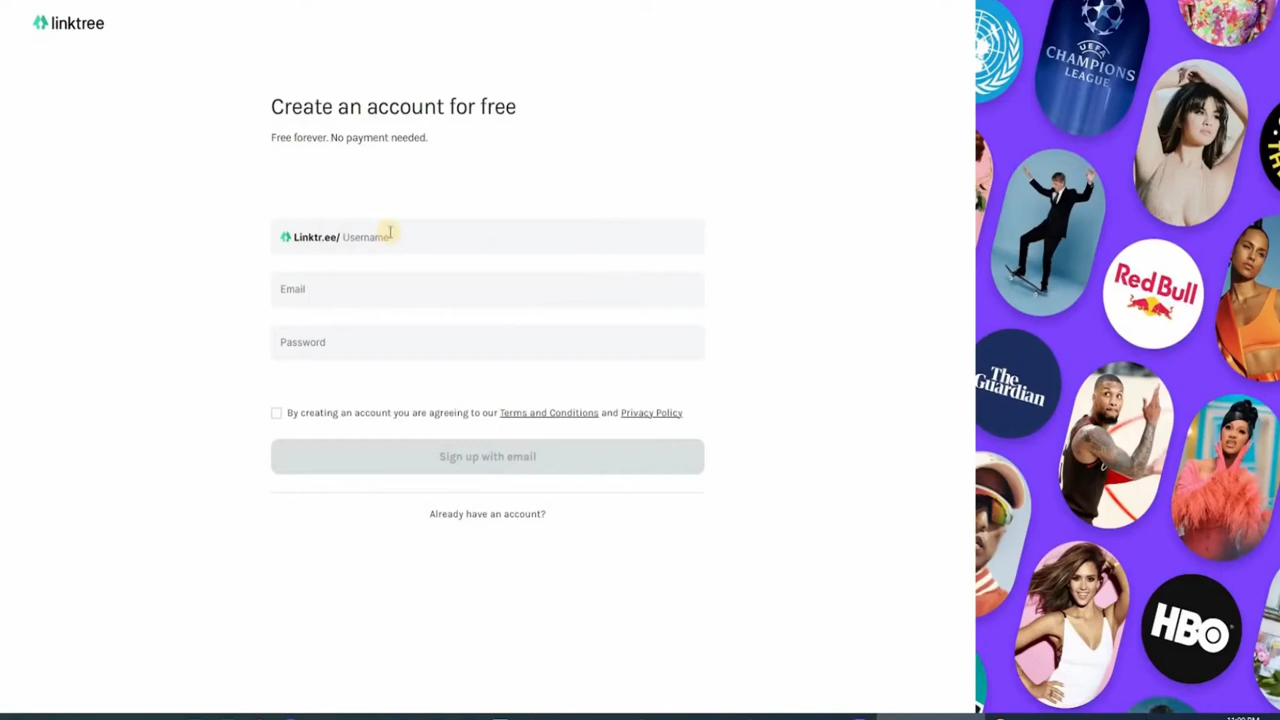 linktree
Create an account for free
Free forever. No payment needed.
Linktr.ee/ Username
Email
Password
By creating an account you are agreeing to our Terms and Conditions and Privacy Policy
Sign up with email
Already have an account?
UEFA
CHAMPIONS
LEAGUE
Red Bull
The
Guardian
HBO